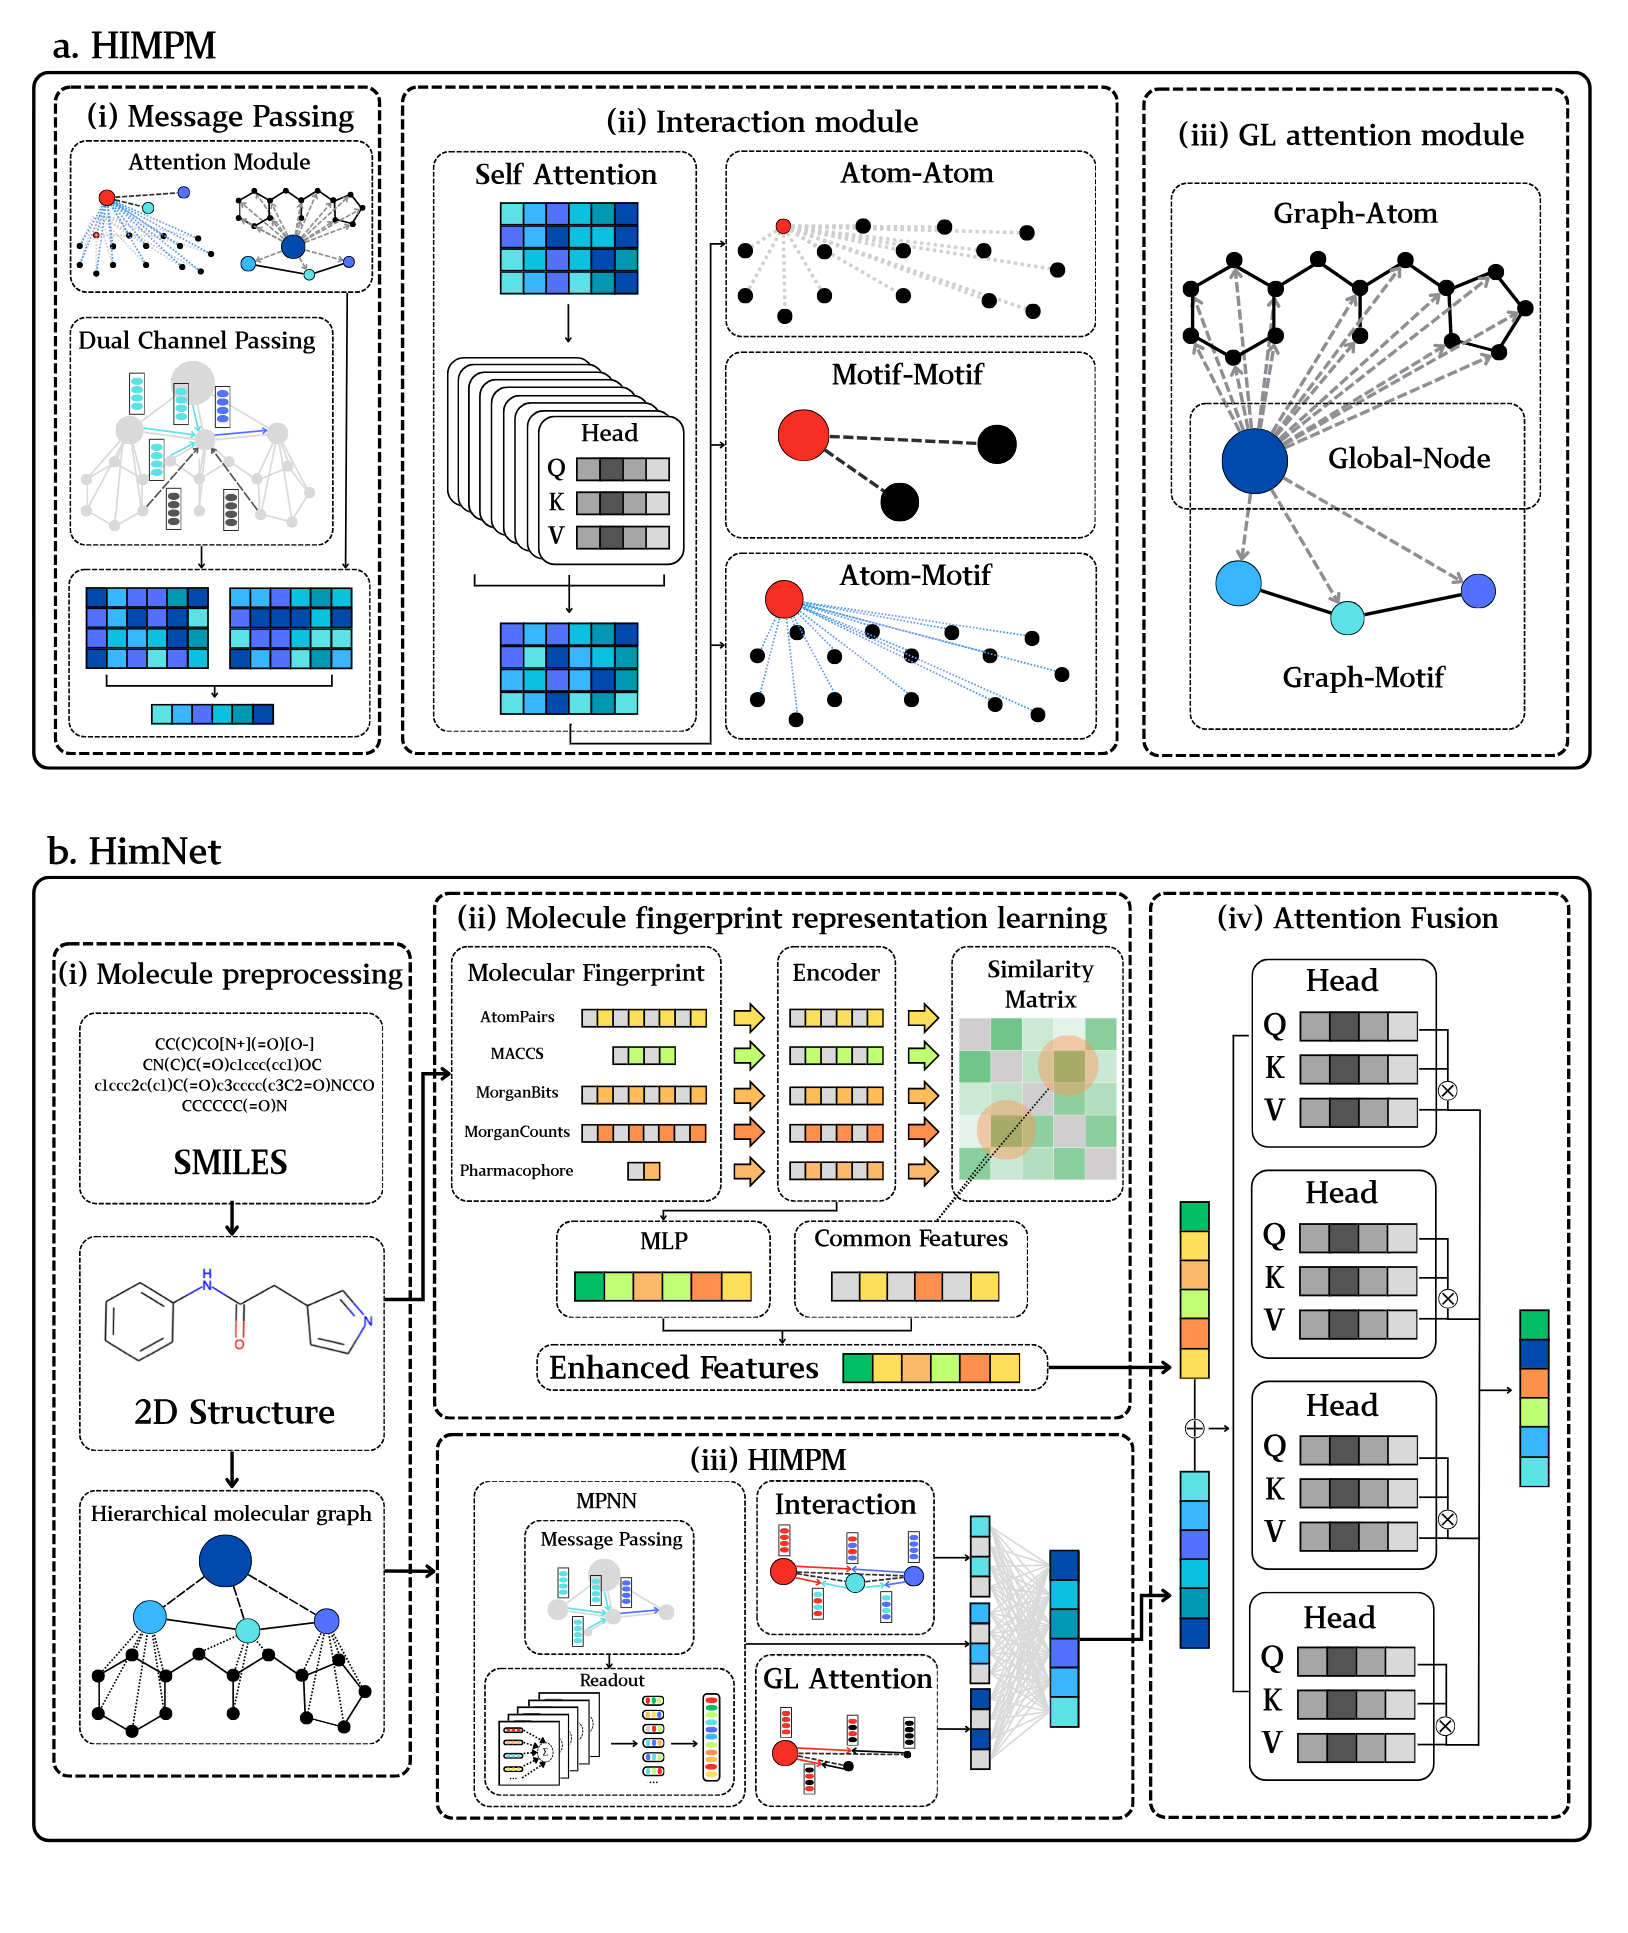 a. HIMPM
(i) Message Passing
Attention Module
Dual Channel Passing
(ii) Interaction module
Self Attention
Head
Q
K
V
Atom-Atom
Motif-Motif
Atom-Motif
(iii) GL attention module
Graph-Atom
Global-Node
Graph-Motif
b. HimNet
(i) Molecule preprocessing
CC(C)CO[N+](=O)[O-]
CN(C)C(=O)c1ccc(cc1)OC
c1ccc2c(c1)C(=O)c3cccc(c3C2=O)NCCO
CCCCCC(=O)N
SMILES
H
N
O
N
2D Structure
Hierarchical molecular graph
(ii) Molecule fingerprint representation learning
Molecular Fingerprint
AtomPairs
MACCS
MorganBits
MorganCounts
Pharmacophore
Encoder
Similarity
Matrix
MLP
Common Features
Enhanced Features
(iii) HIMPM
MPNN
Message Passing
Readout
Σ
...
...
Interaction
GL Attention
(iv) Attention Fusion
Head
Q
K
V
Head
Q
K
V
Head
Q
K
V
Head
Q
K
V